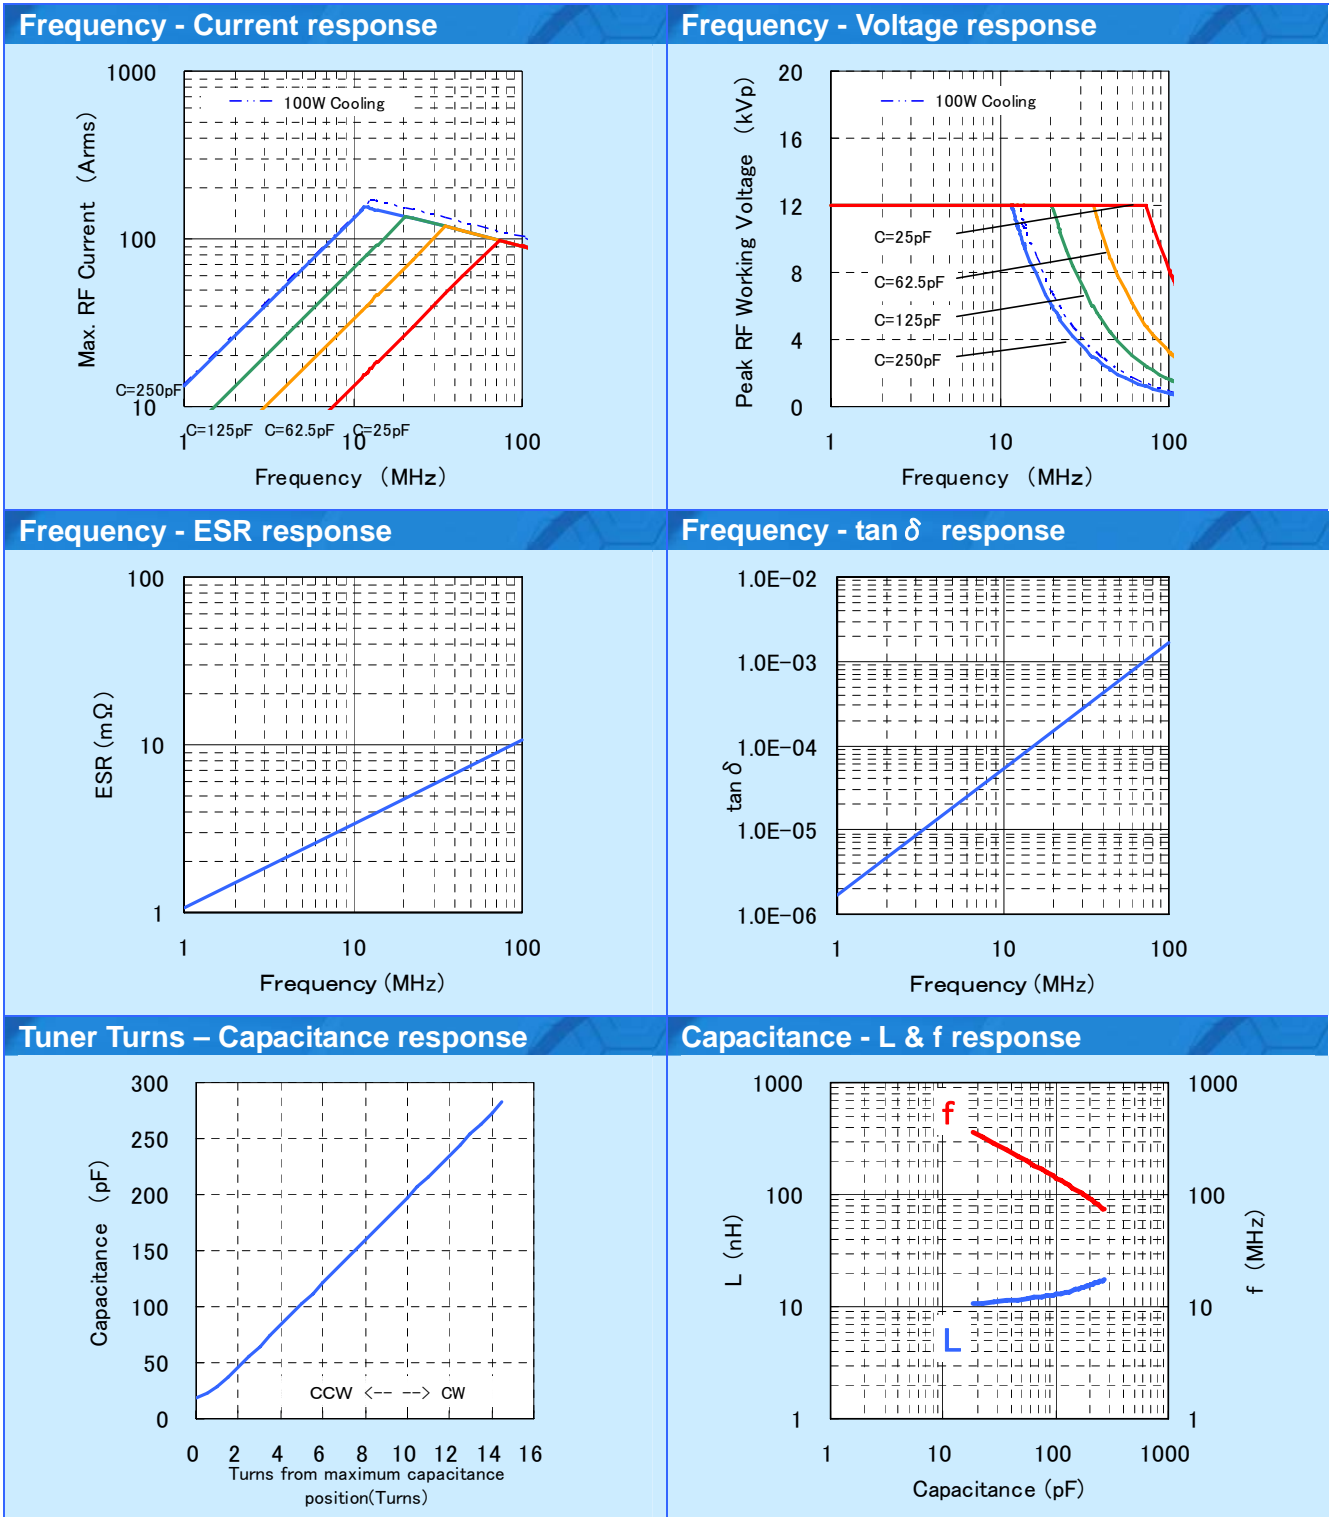 Frequency - Current response
1000
100
10
Max. RF Current (Arms)
100W Cooling
C=250pF
C=125pF C=62.5pF C=25pF
1 10 100
Frequency (MHz)
Frequency - Voltage response
20
16
12
8
4
0
Peak RF Working Voltage (kVp)
100W Cooling
C=25pF
C=62.5pF
C=125pF
C=250pF
1 10 100
Frequency (MHz)
Frequency - ESR response
100
10
1
ESR (mΩ)
1 10 100
Frequency (MHz)
Frequency - tan δ response
1.0E-02
1.0E-03
1.0E-04
1.0E-05
1.0E-06
tan δ
1 10 100
Frequency (MHz)
Tuner Turns – Capacitance response
300
250
200
150
100
50
0
Capacitance (pF)
CCW <-- --> CW
0 2 4 6 8 10 12 14 16
Turns from maximum capacitance
position(Turns)
Capacitance - L & f response
1000
100
10
1
L (nH)
f
L
1000
100
10
1
f (MHz)
1 10 100 1000
Capacitance (pF)